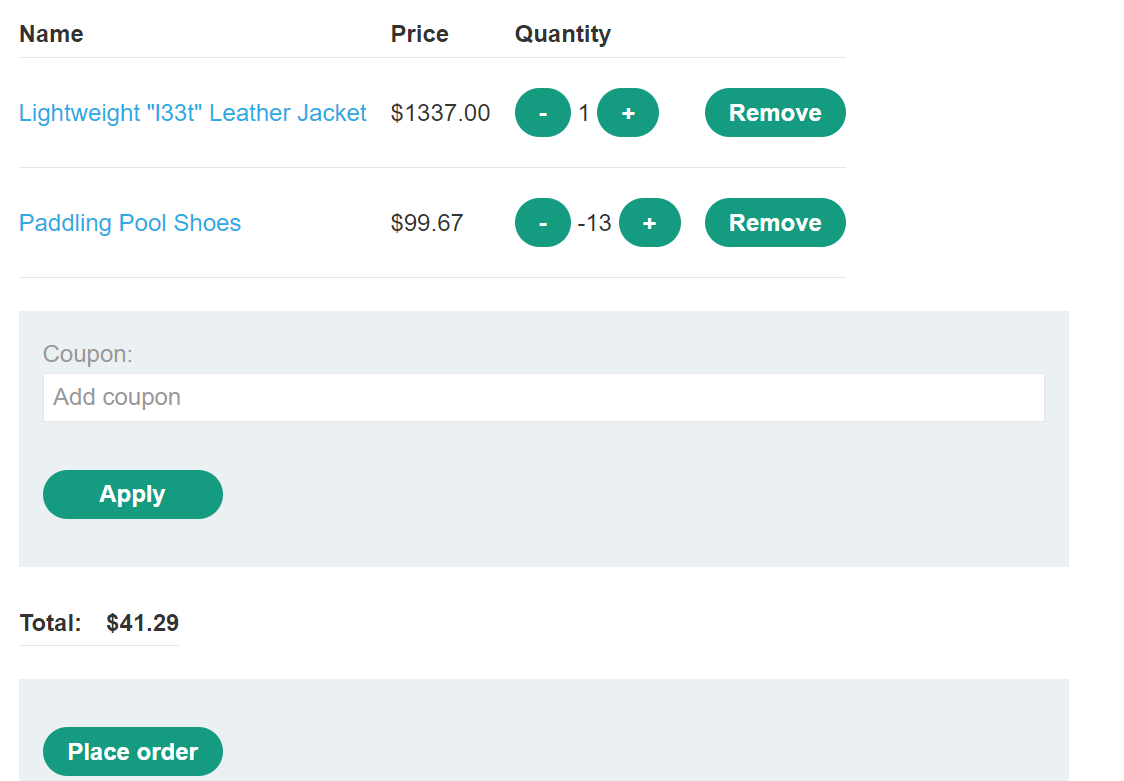 Name Price Quantity
Lightweight "l33t" Leather Jacket $1337.00 - 1 + Remove
Paddling Pool Shoes $99.67 - -13 + Remove
Coupon:
Add coupon
Apply
Total: $41.29
Place order